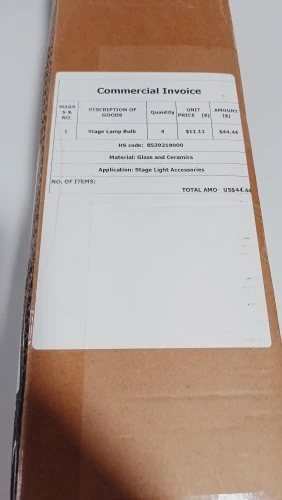 Commercial Invoice
MARKS & NO. DESCRIPTION OF GOODS Quantity UNIT PRICE ($) AMOUNT ($)
1 Stage Lamp Bulb 4 $11.11 $44.44
HS code: 8539219000
Material: Glass and Ceramics
Application: Stage Light Accessories
NO. OF ITEMS:
TOTAL AMO US$44.44